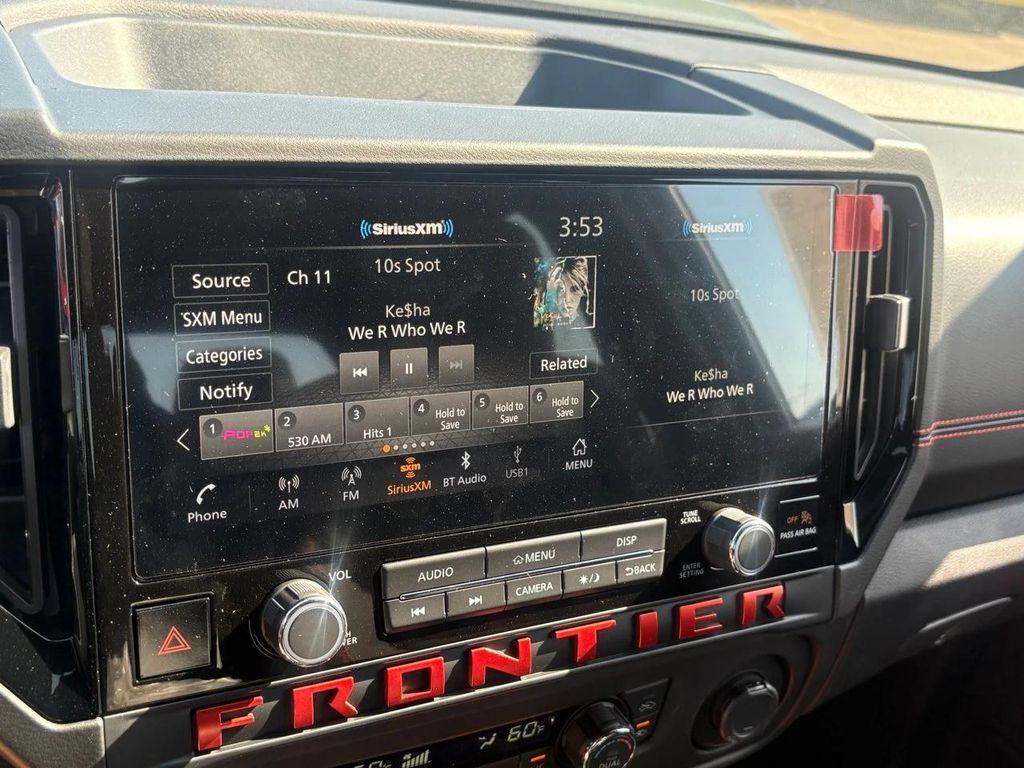 SiriusXM
3:53
SiriusXM
Source
Ch 11
10s Spot
10s Spot
SXM Menu
Ke$ha
We R Who We R
Categories
Related
Ke$ha
We R Who We R
Notify
1 POP2K
2 530 AM
3 Hits 1
4 Hold to Save
5 Hold to Save
6 Hold to Save
Phone
AM
FM
sxm
SiriusXM
BT Audio
USB1
MENU
TUNE
SCROLL
OFF
PASS AIR BAG
VOL
AUDIO
MENU
DISP
CAMERA
BACK
ENTER
SETTING
FRONTIER
60°F
DUAL